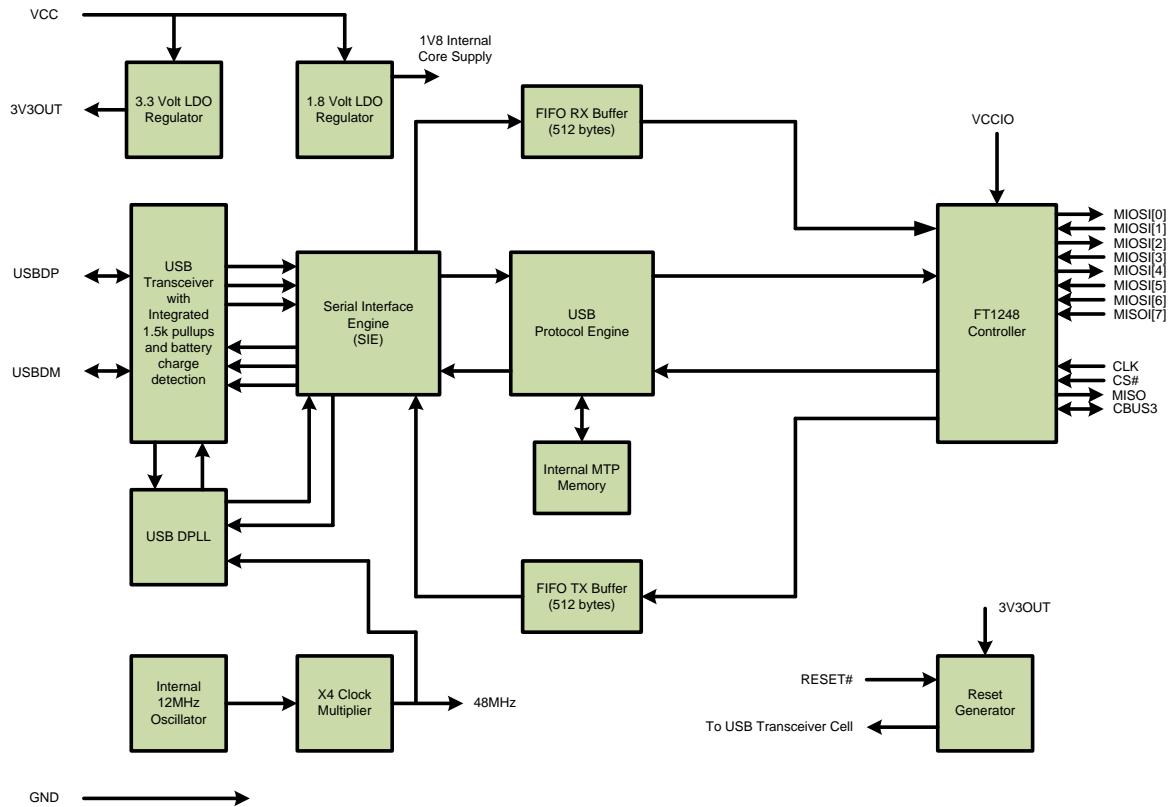 VCC
1V8 Internal
Core Supply
3.3 Volt LDO
Regulator
1.8 Volt LDO
Regulator
3V3OUT
FIFO RX Buffer
(512 bytes)
VCCIO
USBDP
USBDM
USB
Transceiver
with
Integrated
1.5k pullups
and battery
charge
detection
Serial Interface
Engine
(SIE)
USB
Protocol Engine
FT1248
Controller
MIOSI[0]
MIOSI[1]
MIOSI[2]
MIOSI[3]
MIOSI[4]
MIOSI[5]
MIOSI[6]
MISOI[7]
CLK
CS#
MISO
CBUS3
Internal MTP
Memory
USB DPLL
FIFO TX Buffer
(512 bytes)
3V3OUT
Internal
12MHz
Oscillator
X4 Clock
Multiplier
48MHz
RESET#
Reset
Generator
To USB Transceiver Cell
GND